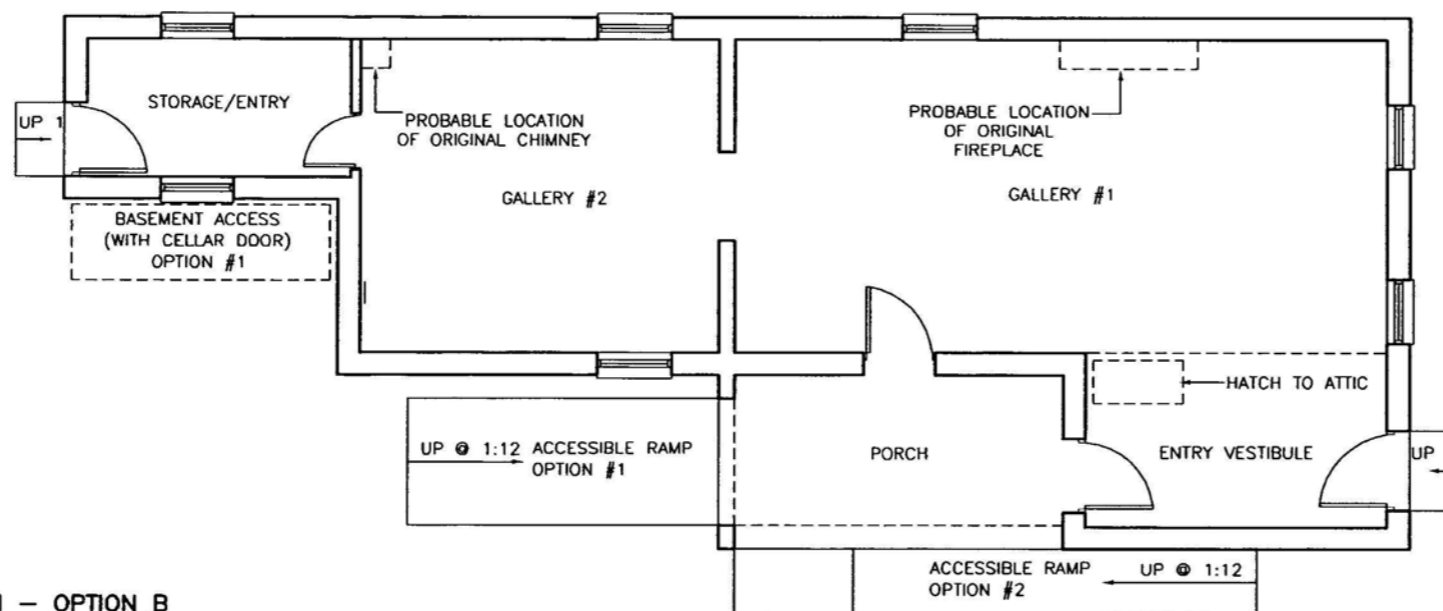 STORAGE/ENTRY
UP 1
PROBABLE LOCATION
OF ORIGINAL CHIMNEY
PROBABLE LOCATION
OF ORIGINAL
FIREPLACE
GALLERY #2
GALLERY #1
BASEMENT ACCESS
(WITH CELLAR DOOR)
OPTION #1
HATCH TO ATTIC
UP @ 1:12 ACCESSIBLE RAMP
OPTION #1
PORCH
ENTRY VESTIBULE
UP
ACCESSIBLE RAMP
OPTION #2
UP @ 1:12
– OPTION B